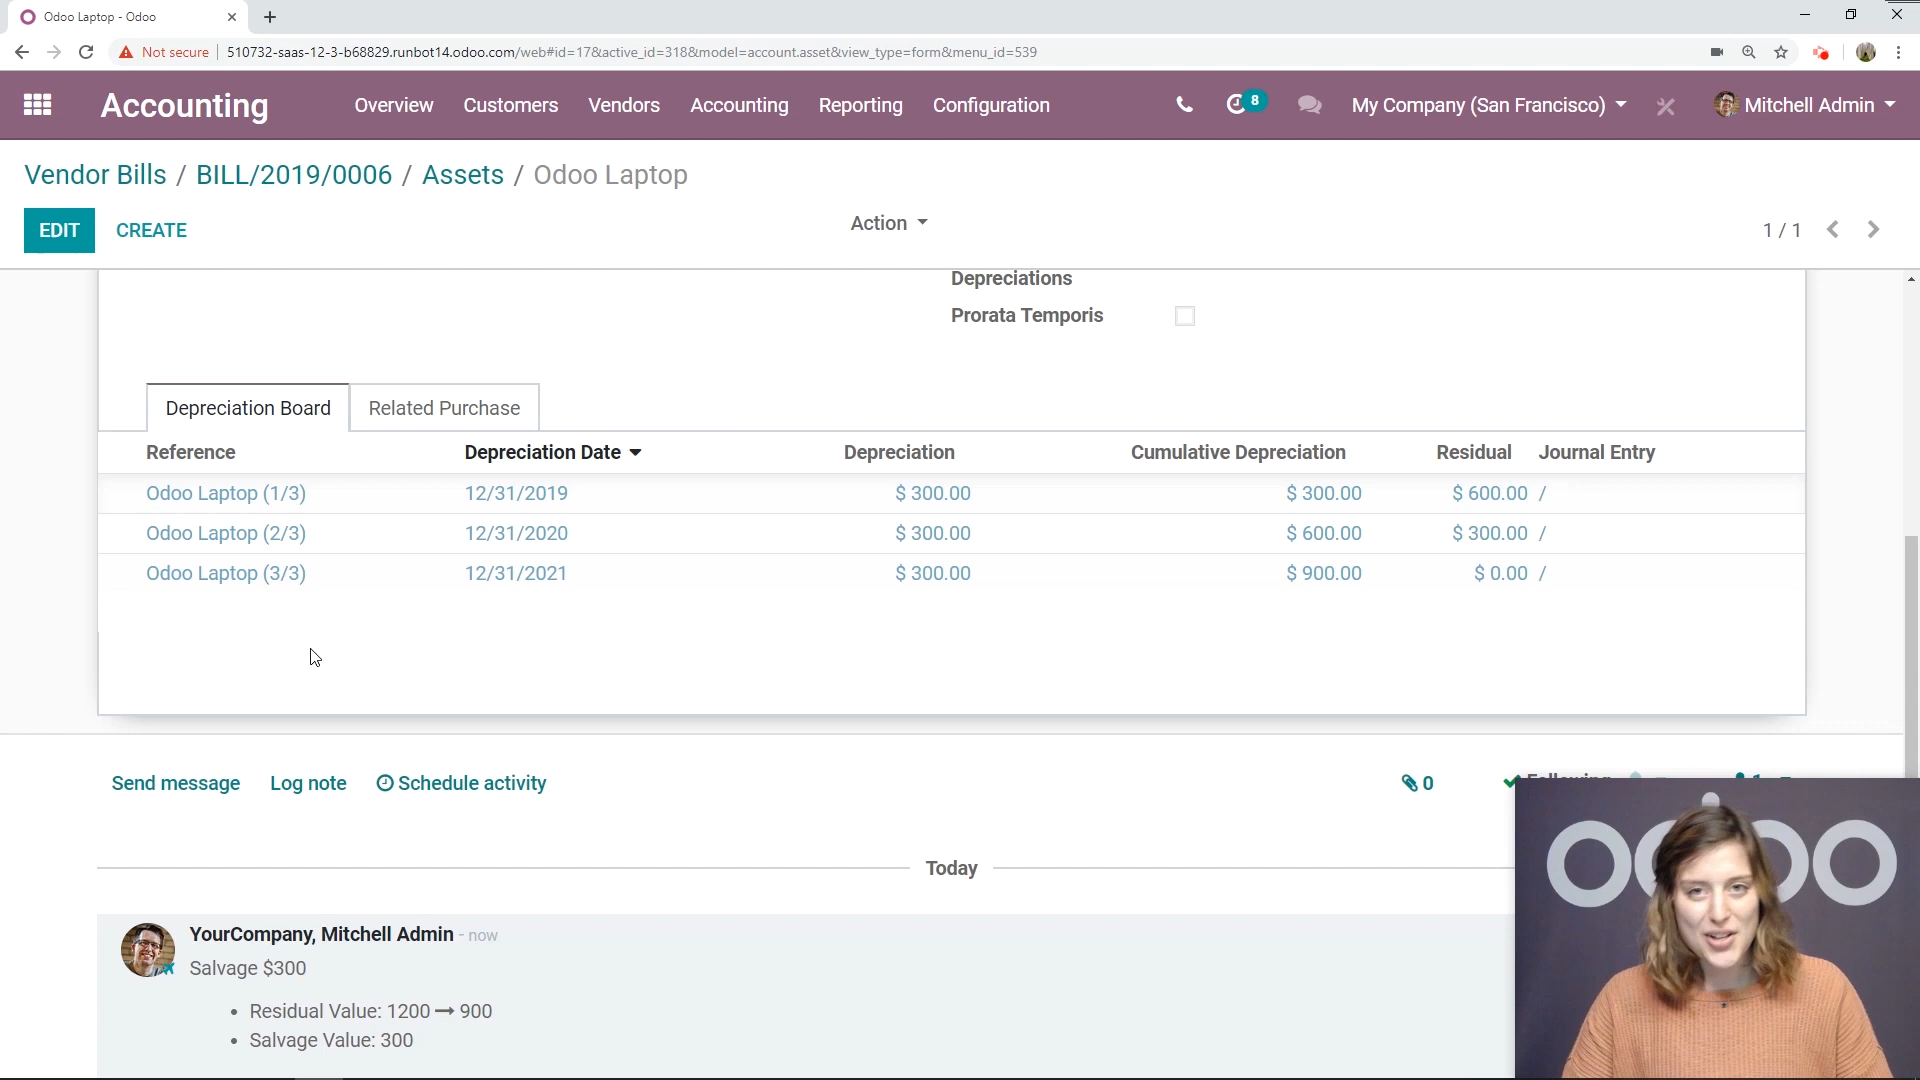 Odoo Laptop - Odoo
Not secure
510732-saas-12-3-b68829.runbot14.odoo.com/web#id=17&active_id=318&model=account.asset&view_type=form&menu_id=539
Accounting
Overview
Customers
Vendors
Accounting
Reporting
Configuration
8
My Company (San Francisco)
Mitchell Admin
Vendor Bills / BILL/2019/0006 / Assets / Odoo Laptop
EDIT
CREATE
Action
1 / 1
Depreciations
Prorata Temporis
Depreciation Board
Related Purchase
Reference Depreciation Date Depreciation Cumulative Depreciation Residual Journal Entry
Odoo Laptop (1/3) 12/31/2019 $ 300.00 $ 300.00 $ 600.00 /
Odoo Laptop (2/3) 12/31/2020 $ 300.00 $ 600.00 $ 300.00 /
Odoo Laptop (3/3) 12/31/2021 $ 300.00 $ 900.00 $ 0.00 /
Send message
Log note
Schedule activity
0
Following
Today
YourCompany, Mitchell Admin - now
Salvage $300
• Residual Value: 1200 → 900
• Salvage Value: 300
odoo